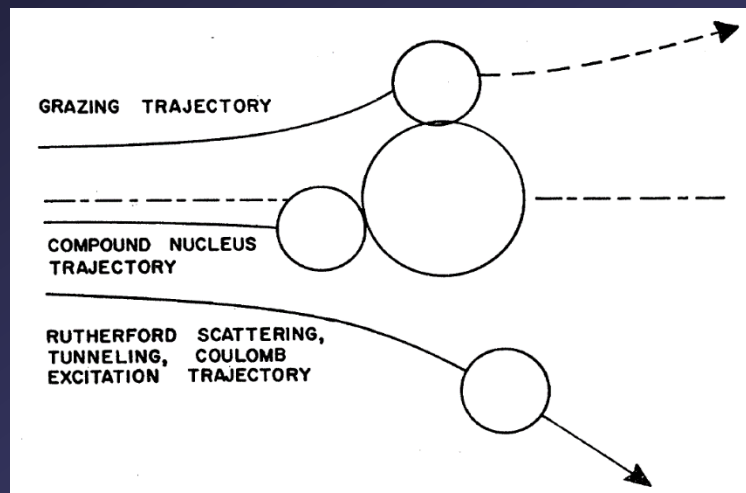 GRAZING TRAJECTORY
COMPOUND NUCLEUS
TRAJECTORY
RUTHERFORD SCATTERING,
TUNNELING, COULOMB
EXCITATION TRAJECTORY